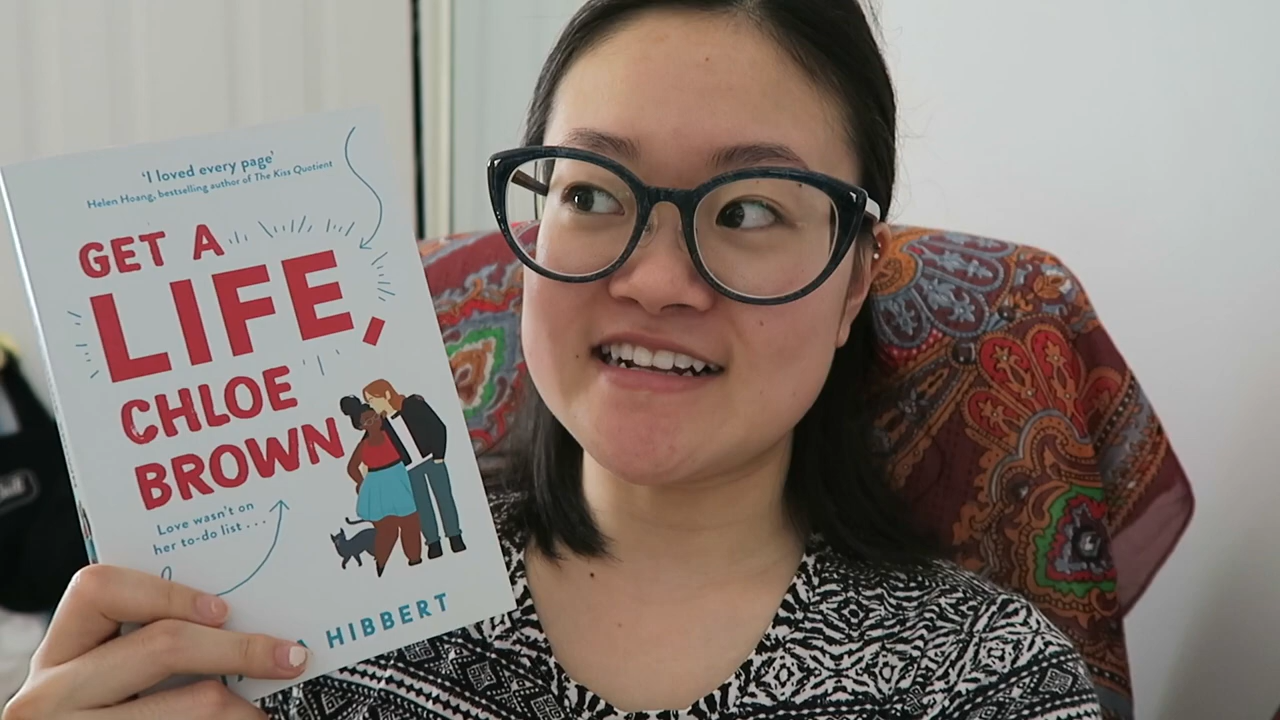 'I loved every page'
Helen Hoang, bestselling author of The Kiss Quotient
GET A
LIFE,
CHLOE
BROWN
Love wasn't on
her to-do list . . .
HIBBERT